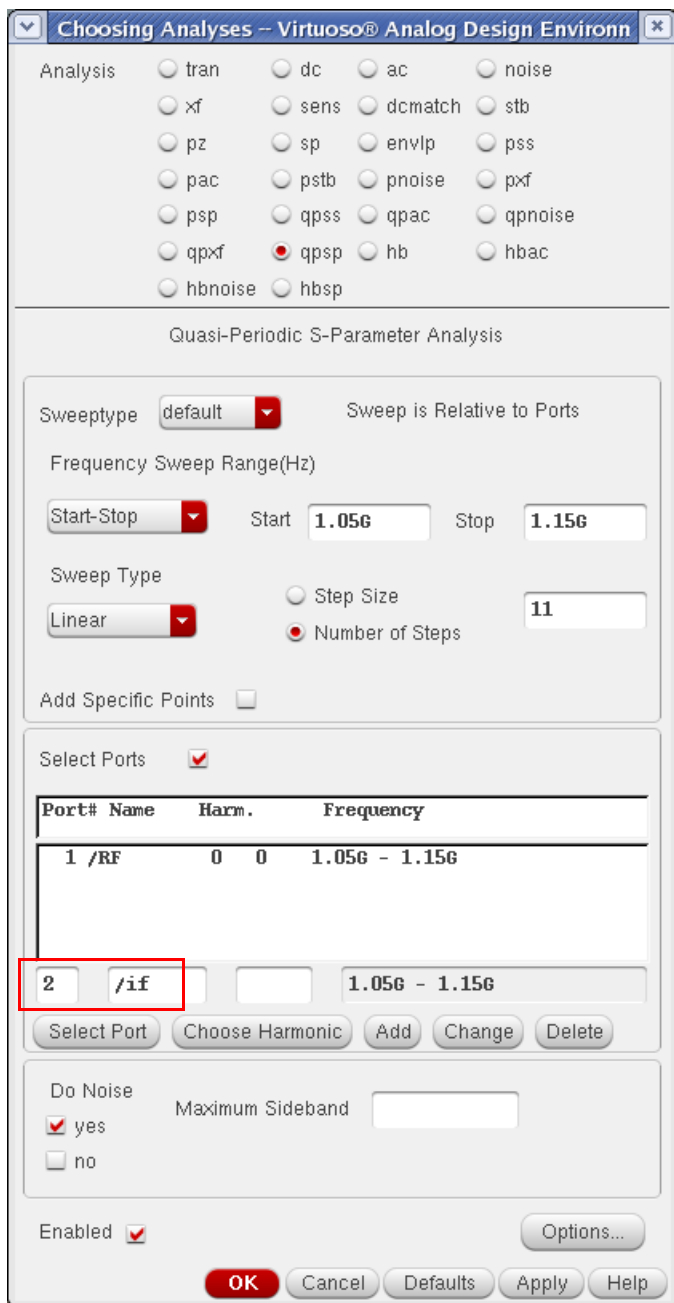 Choosing Analyses -- Virtuoso® Analog Design Environn
Analysis tran dc ac noise
xf sens dcmatch stb
pz sp envlp pss
pac pstb pnoise pxf
psp qpss qpac qpnoise
qpxf qpsp hb hbac
hbnoise hbsp
Quasi-Periodic S-Parameter Analysis
Sweeptype default Sweep is Relative to Ports
Frequency Sweep Range(Hz)
Start-Stop Start 1.05G Stop 1.15G
Sweep Type
Linear
Step Size
Number of Steps
11
Add Specific Points
Select Ports
Port# Name Harm. Frequency
1 /RF 0 0 1.05G - 1.15G
2 /if 1.05G - 1.15G
Select Port Choose Harmonic Add Change Delete
Do Noise
yes
no
Maximum Sideband
Enabled Options...
OK Cancel Defaults Apply Help